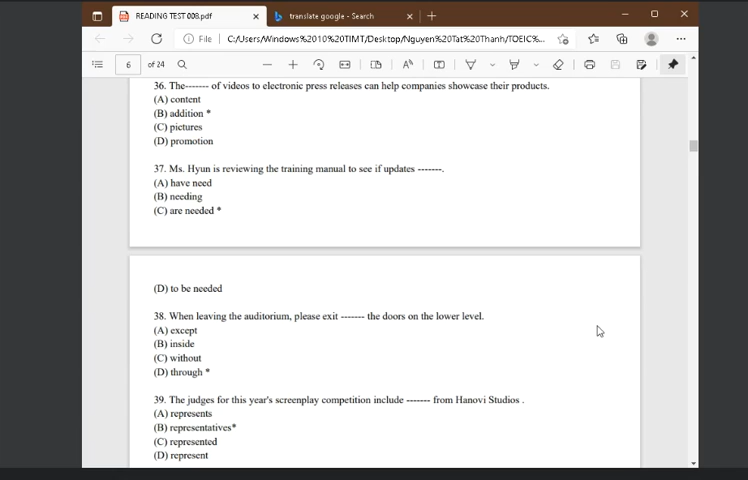 READING TEST 008.pdf
translate google - Search
File
C:/Users/Windows%2010%20TIMT/Desktop/Nguyen%20Tat%20Thanh/TOEIC%...
6 of 24
36. The------- of videos to electronic press releases can help companies showcase their products.
(A) content
(B) addition *
(C) pictures
(D) promotion
37. Ms. Hyun is reviewing the training manual to see if updates -------.
(A) have need
(B) needing
(C) are needed *
(D) to be needed
38. When leaving the auditorium, please exit ------- the doors on the lower level.
(A) except
(B) inside
(C) without
(D) through *
39. The judges for this year's screenplay competition include ------- from Hanovi Studios .
(A) represents
(B) representatives*
(C) represented
(D) represent